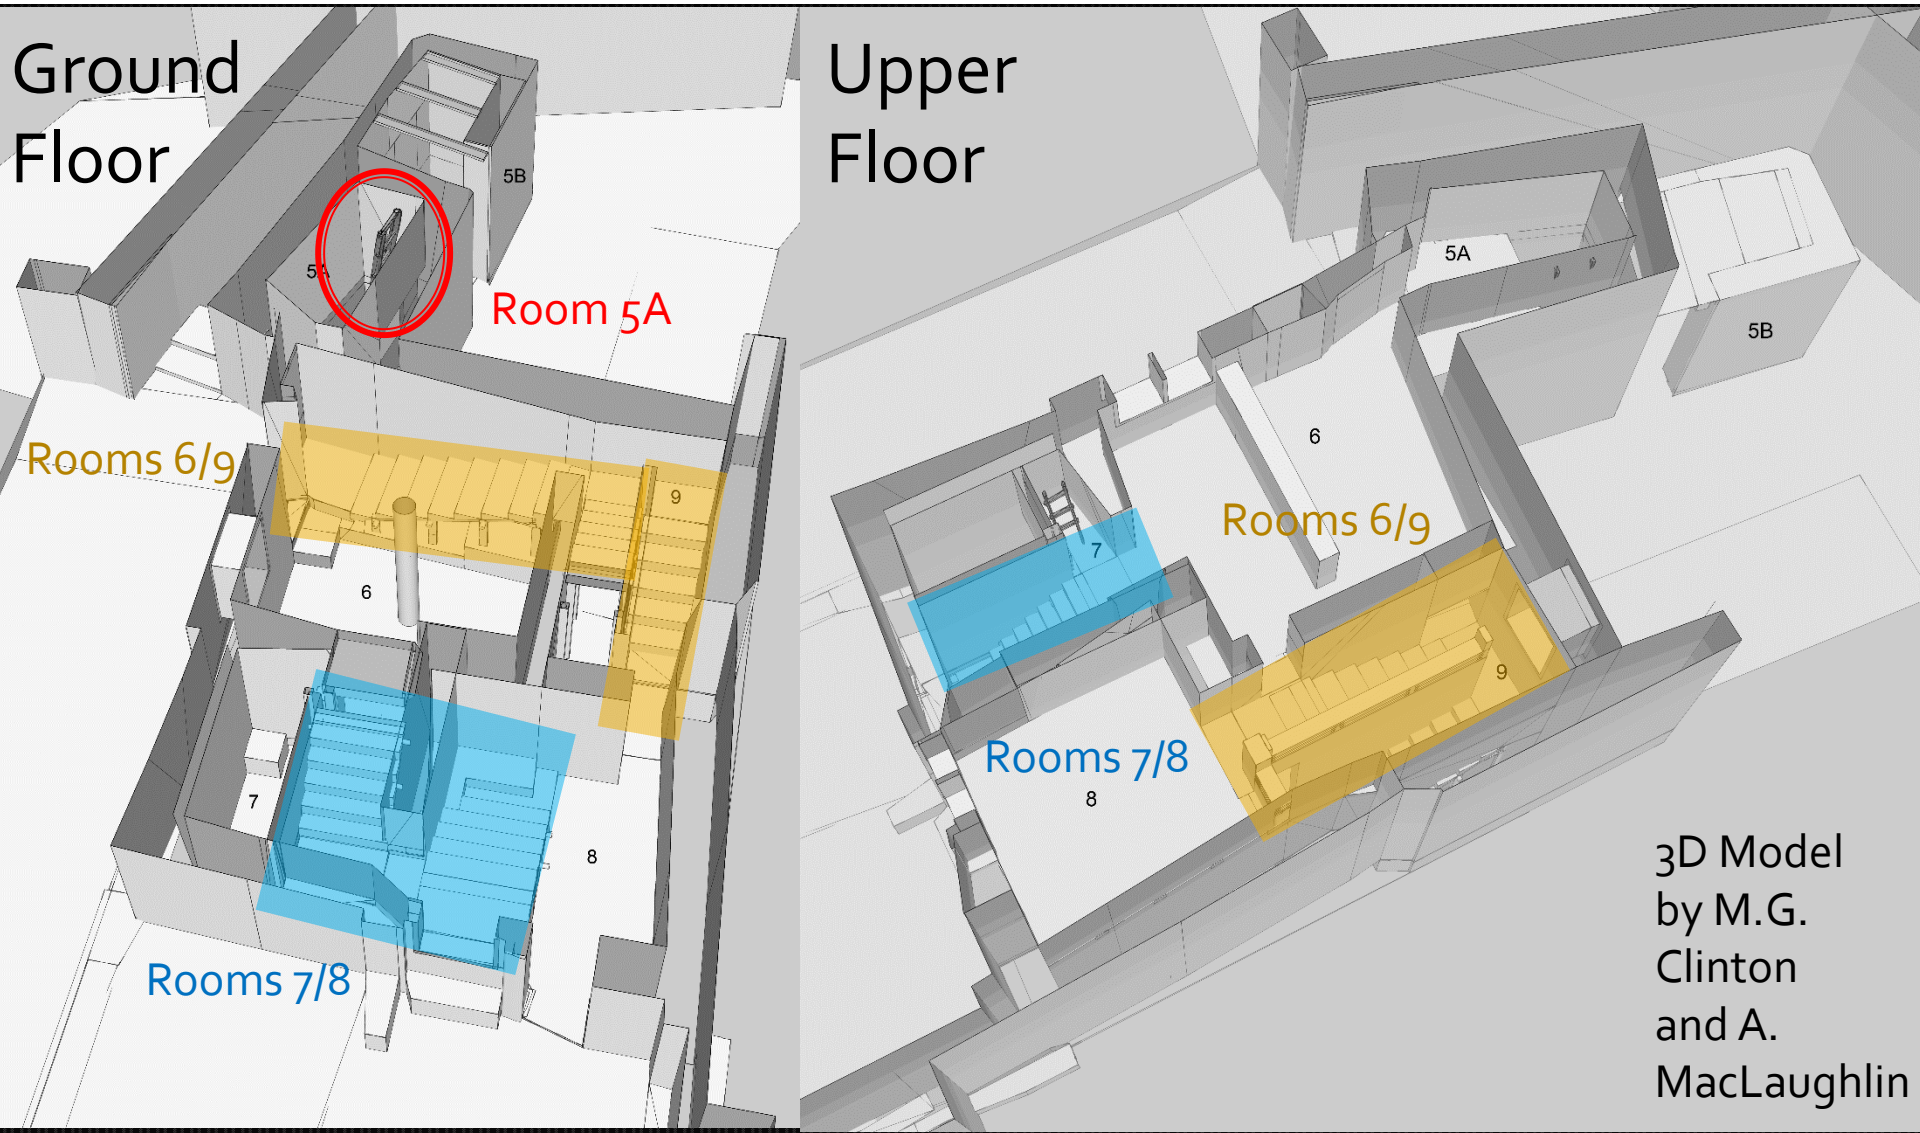 Ground
Floor
5B
5A
Room 5A
Rooms 6/9
9
6
7
8
Rooms 7/8
Upper
Floor
5A
5B
6
Rooms 6/9
7
9
Rooms 7/8
8
3D Model
by M.G.
Clinton
and A.
MacLaughlin